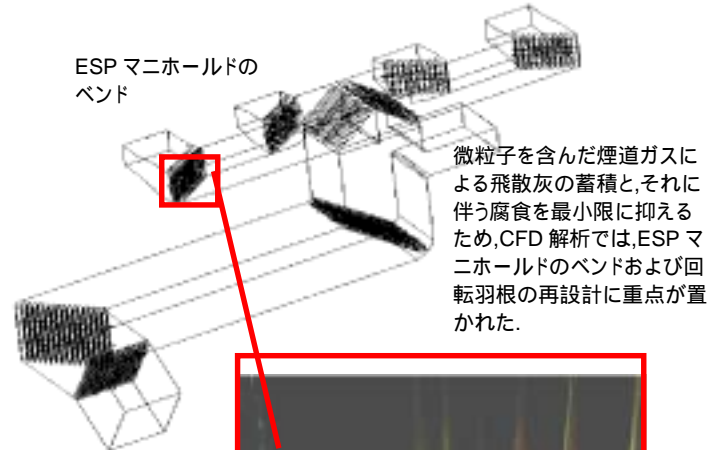 ESP マニホールドの
ベンド
微粒子を含んだ煙道ガスに
よる飛散灰の蓄積と,それに
伴う腐食を最小限に抑える
ため,CFD 解析では,ESP マ
ニホールドのベンドおよび回
転羽根の再設計に重点が置
かれた.